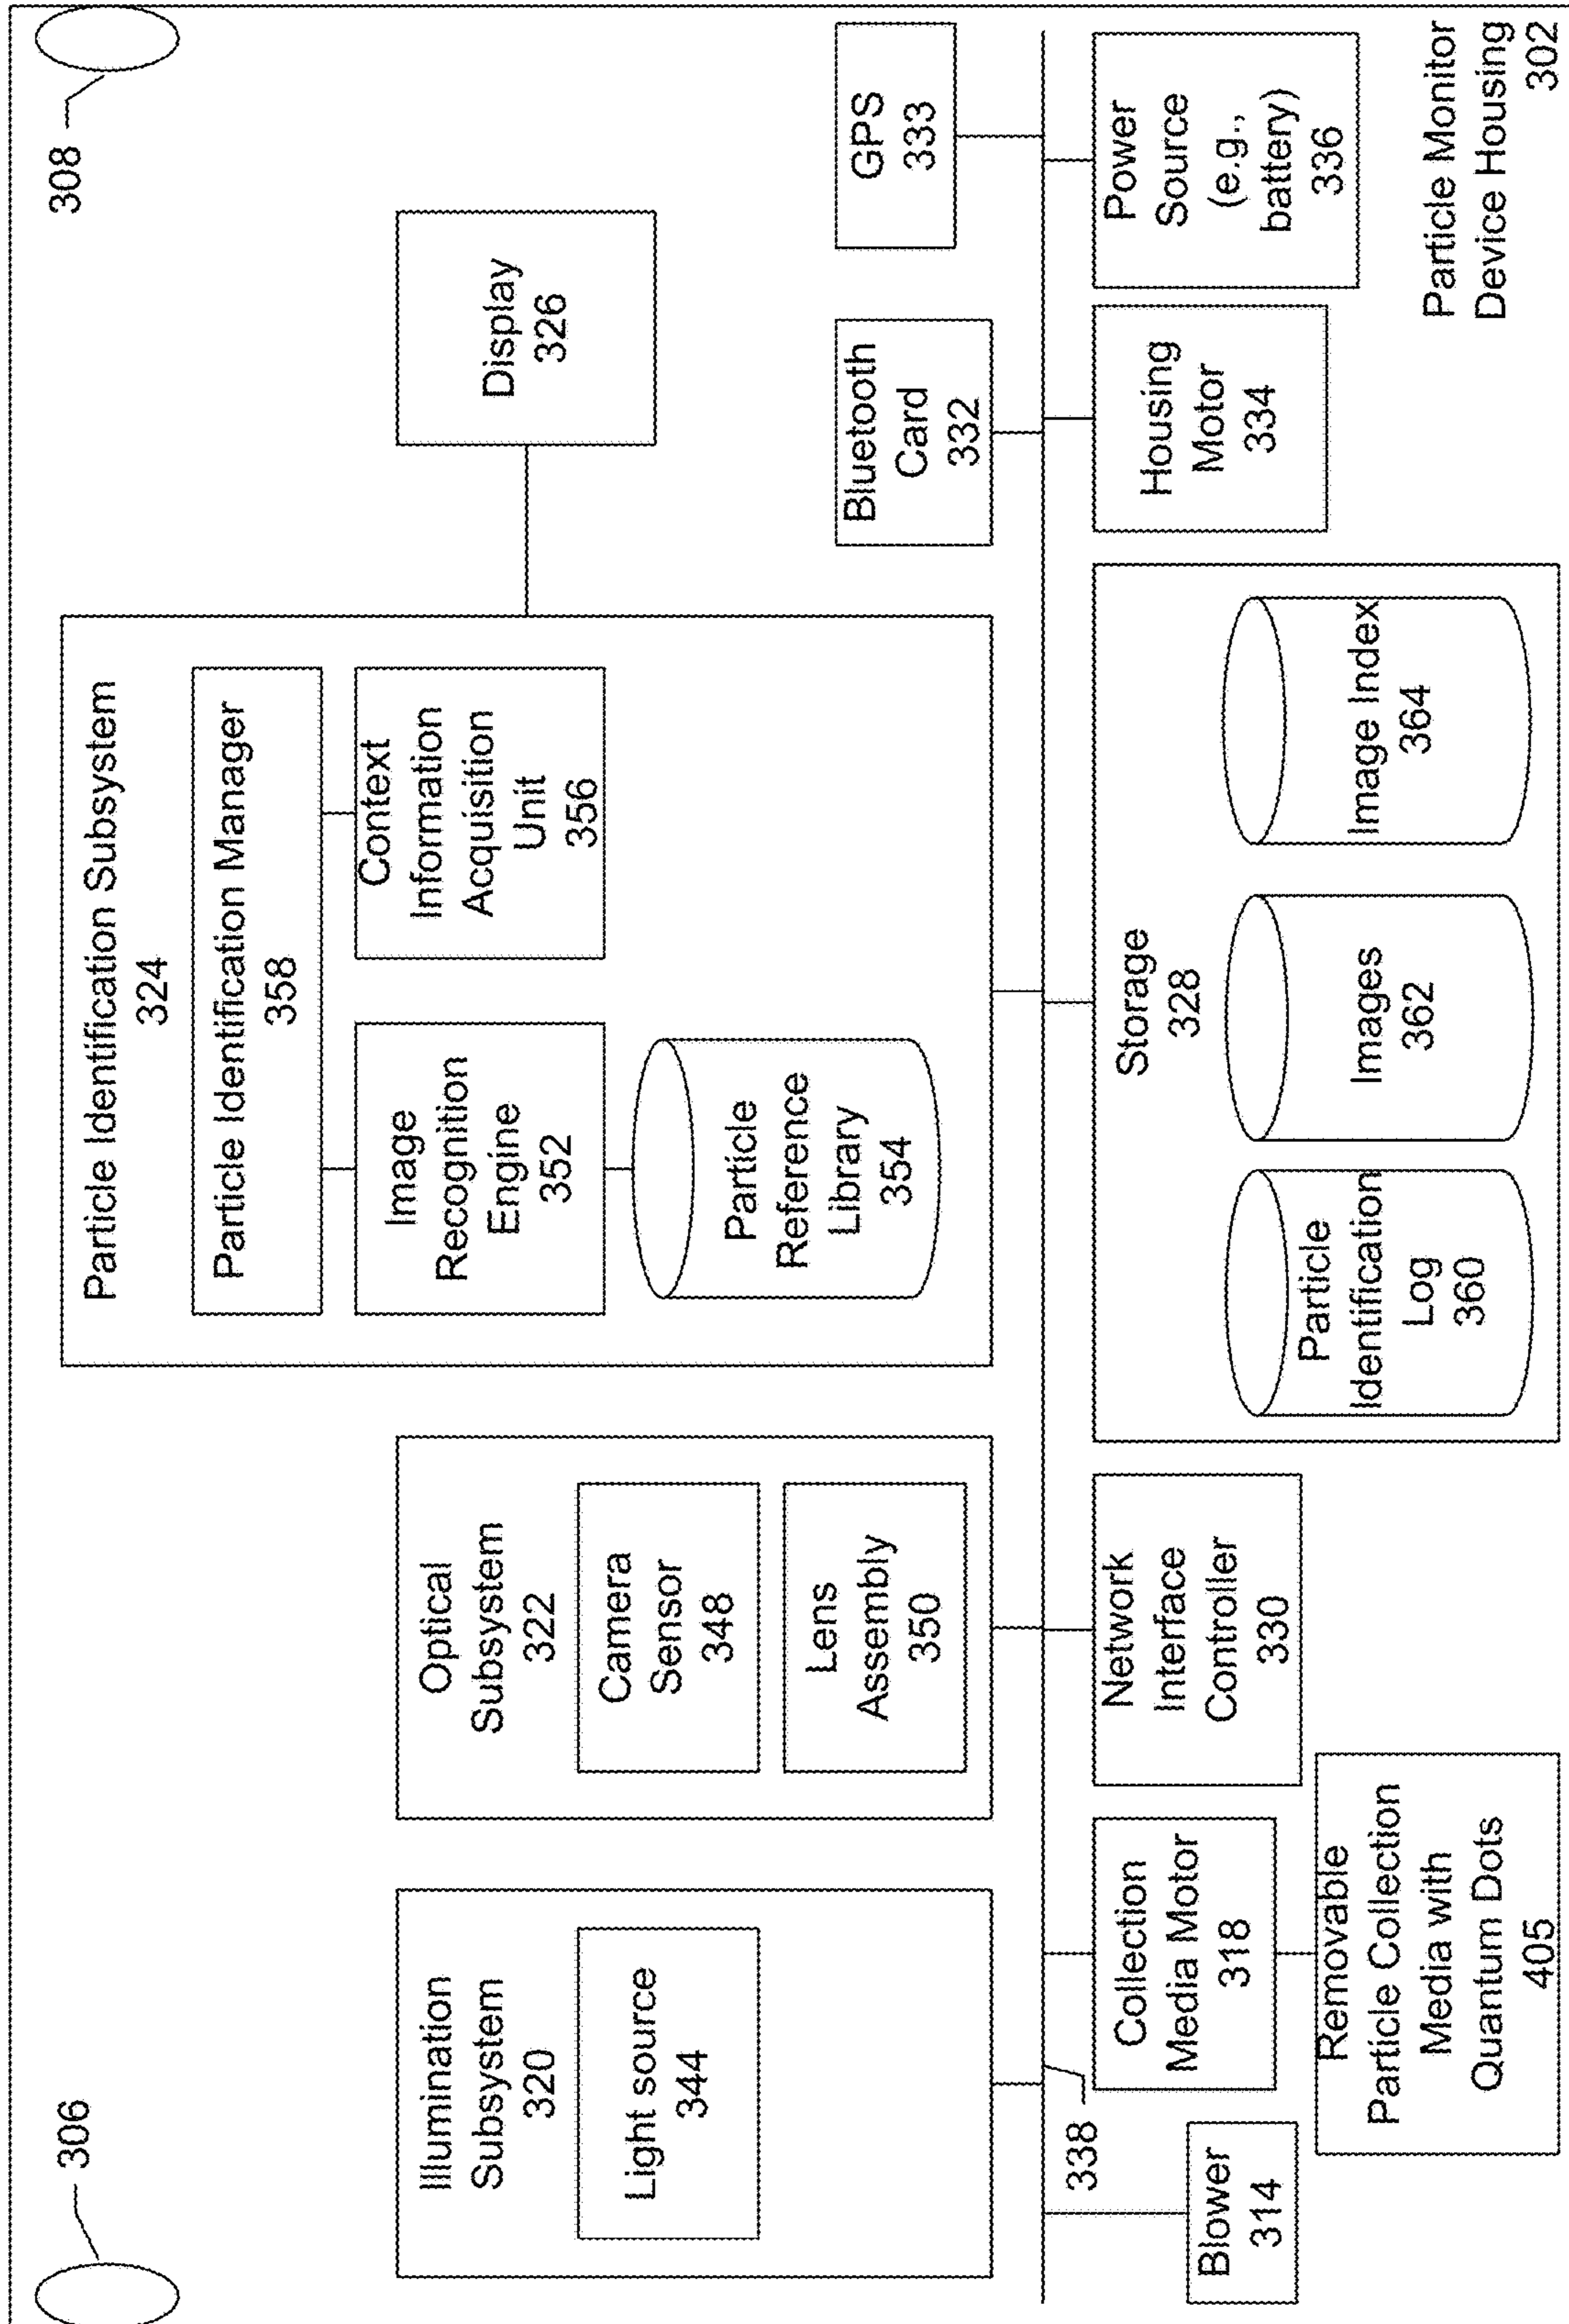 306
308
Particle Identification Subsystem
324
Particle Identification Manager
358
Image
Recognition
Engine
352
Context
Information
Acquisition
Unit
356
Particle
Reference
Library
354
Display
326
Illumination
Subsystem
320
Light source
344
Optical
Subsystem
322
Camera
Sensor
348
Lens
Assembly
350
Bluetooth
Card
332
GPS
333
338
Blower
314
Collection
Media Motor
318
Removable
Particle Collection
Media with
Quantum Dots
405
Network
Interface
Controller
330
Storage
328
Particle
Identification
Log
360
Images
362
Image Index
364
Housing
Motor
334
Power
Source
(e.g.,
battery)
336
Particle Monitor
Device Housing
302